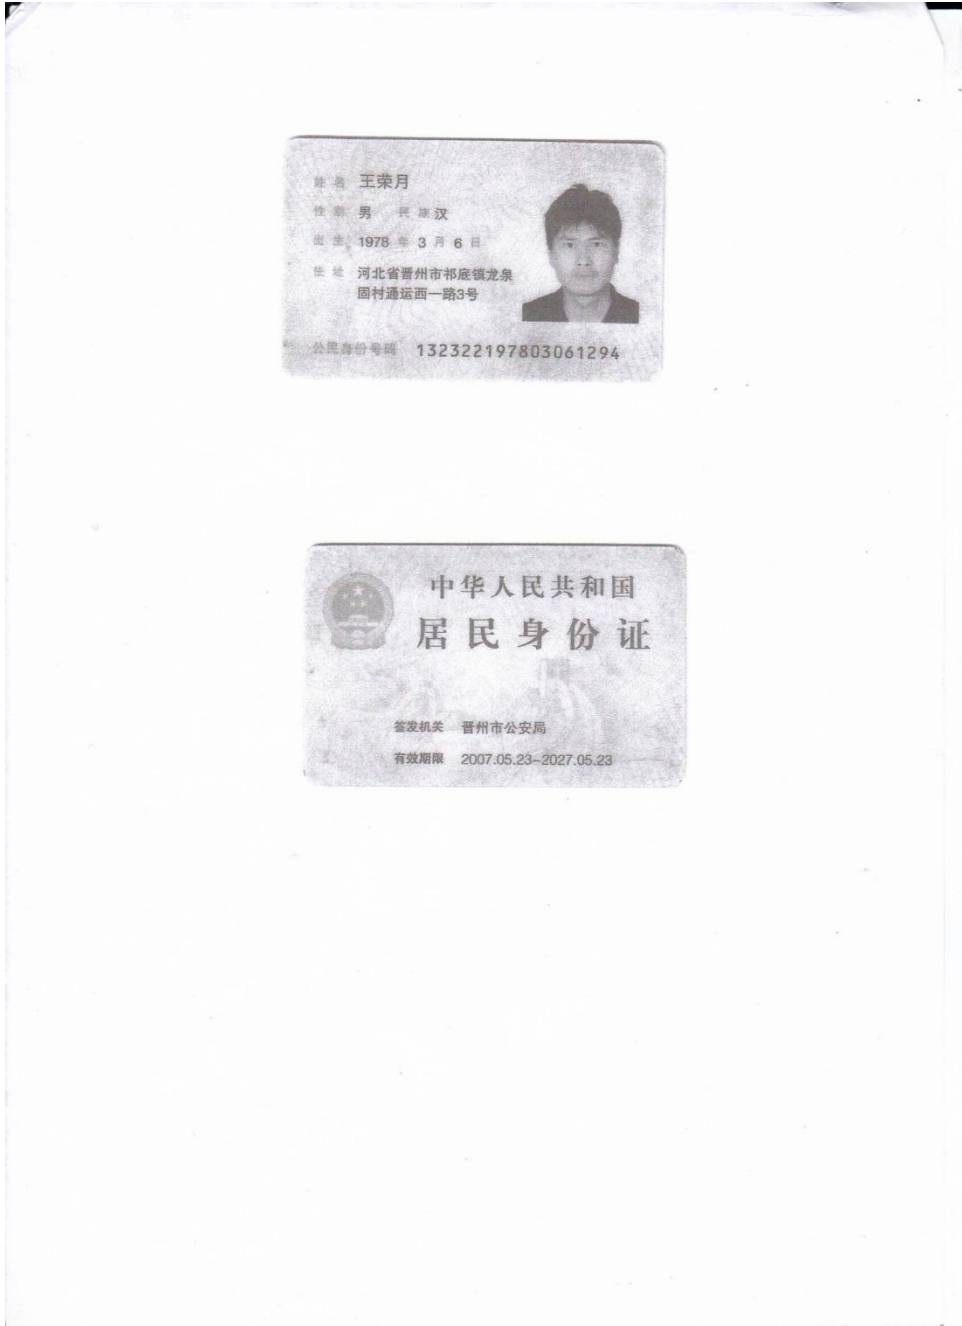 姓名 王荣月
性别 男 民族 汉
出生 1978 年 3 月 6 日
住址 河北省晋州市祁底镇龙泉
固村通运西一路3号
公民身份号码 132322197803061294
中华人民共和国
居民身份证
签发机关 晋州市公安局
有效期限 2007.05.23-2027.05.23